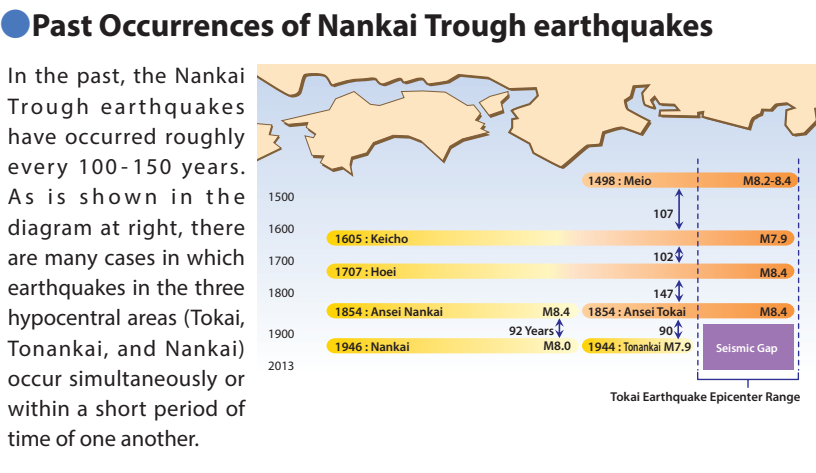 Past Occurrences of Nankai Trough earthquakes
In the past, the Nankai
Trough earthquakes
have occurred roughly
every 100-150 years.
As is shown in the
diagram at right, there
are many cases in which
earthquakes in the three
hypocentral areas (Tokai,
Tonankai, and Nankai)
occur simultaneously or
within a short period of
time of one another.
1498 : Meio M8.2-8.4
1500
107
1600
1605 : Keicho M7.9
102
1700
1707 : Hoei M8.4
147
1800
1854 : Ansei Nankai M8.4 1854 : Ansei Tokai M8.4
92 Years 90
1900
1946 : Nankai M8.0 1944 : Tonankai M7.9 Seismic Gap
2013
Tokai Earthquake Epicenter Range